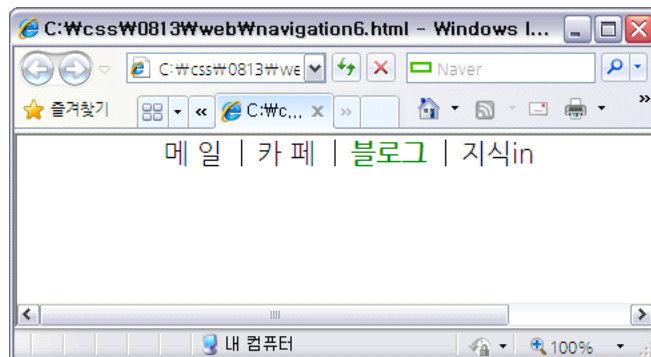 C:₩css₩0813₩web₩navigation6.html - Windows I...
C:₩css₩0813₩we
Naver
즐겨찾기
C:₩c...
메 일 | 카 페 | 블로그 | 지식in
내 컴퓨터
100%